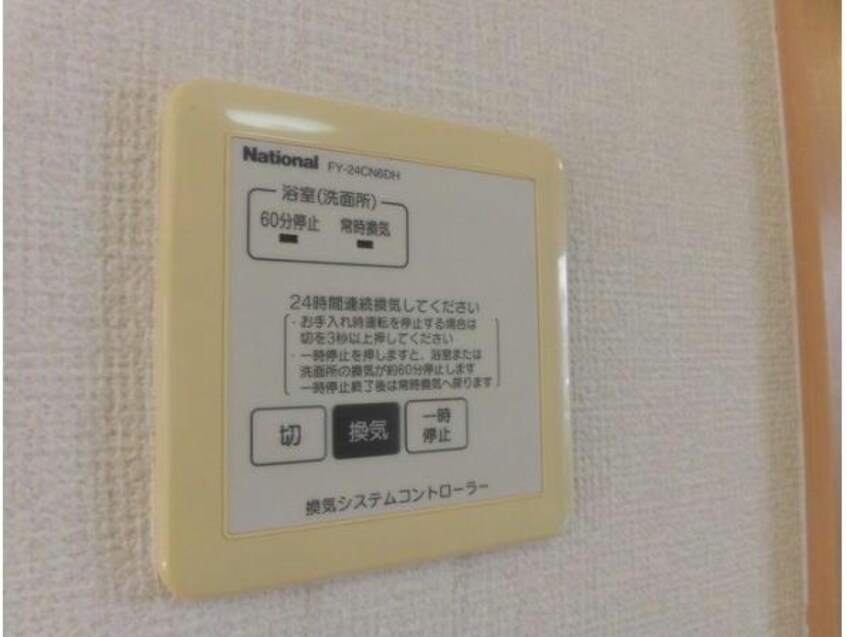 National FY-24CN6DH
浴室(洗面所)
60分停止 常時換気
24時間連続換気してください
・お手入れ時運転を停止する場合は
切を3秒以上押してください
・一時停止を押しますと、浴室または
洗面所の換気が約60分停止します
一時停止終了後は常時換気へ戻ります
切 換気 一時
停止
換気システムコントローラー